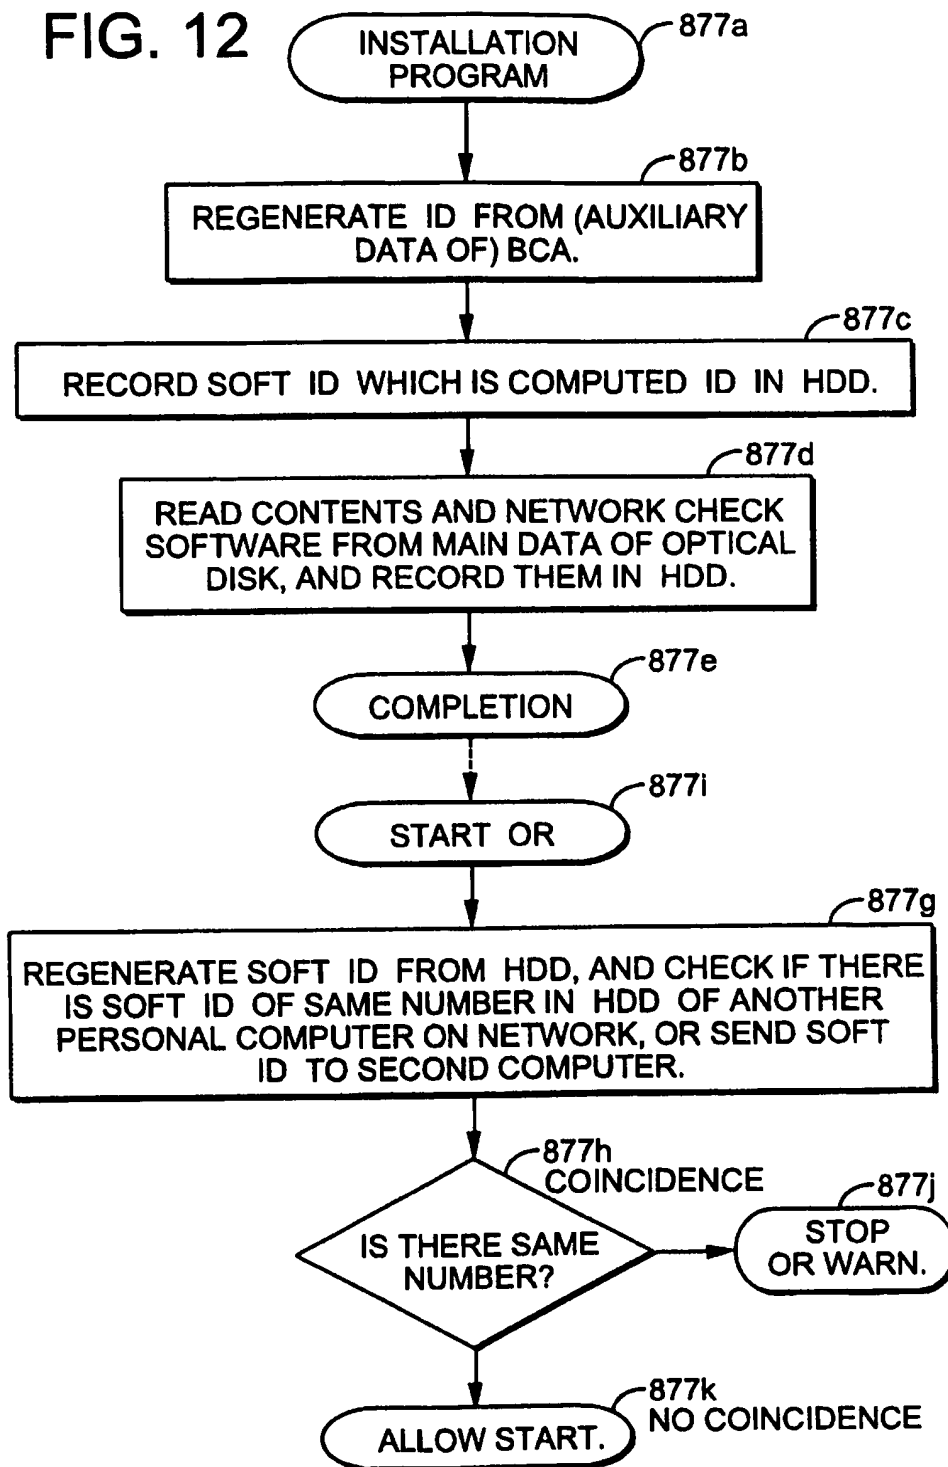 FIG. 12
877a
INSTALLATION
PROGRAM
877b
REGENERATE ID FROM (AUXILIARY
DATA OF) BCA.
877c
RECORD SOFT ID WHICH IS COMPUTED ID IN HDD.
877d
READ CONTENTS AND NETWORK CHECK
SOFTWARE FROM MAIN DATA OF OPTICAL
DISK, AND RECORD THEM IN HDD.
877e
COMPLETION
877i
START OR
877g
REGENERATE SOFT ID FROM HDD, AND CHECK IF THERE
IS SOFT ID OF SAME NUMBER IN HDD OF ANOTHER
PERSONAL COMPUTER ON NETWORK, OR SEND SOFT
ID TO SECOND COMPUTER.
877h
COINCIDENCE
IS THERE SAME
NUMBER?
877j
STOP
OR WARN.
877k
NO COINCIDENCE
ALLOW START.